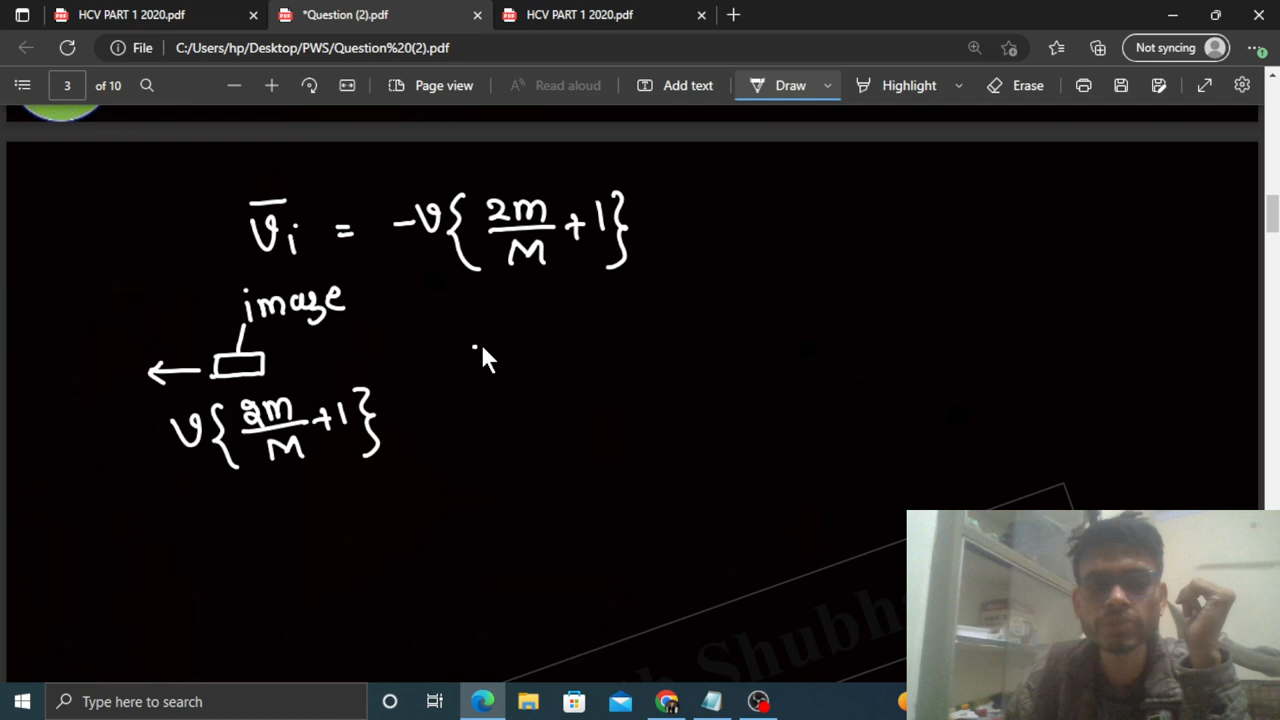 HCV PART 1 2020.pdf
*Question (2).pdf
HCV PART 1 2020.pdf
File
C:/Users/hp/Desktop/PWS/Question%20(2).pdf
Not syncing
3 of 10
Page view
Read aloud
Add text
Draw
Highlight
Erase
v̄i = -v{2m/M + 1}
image
v{2m/M + 1}
Shubh
Type here to search